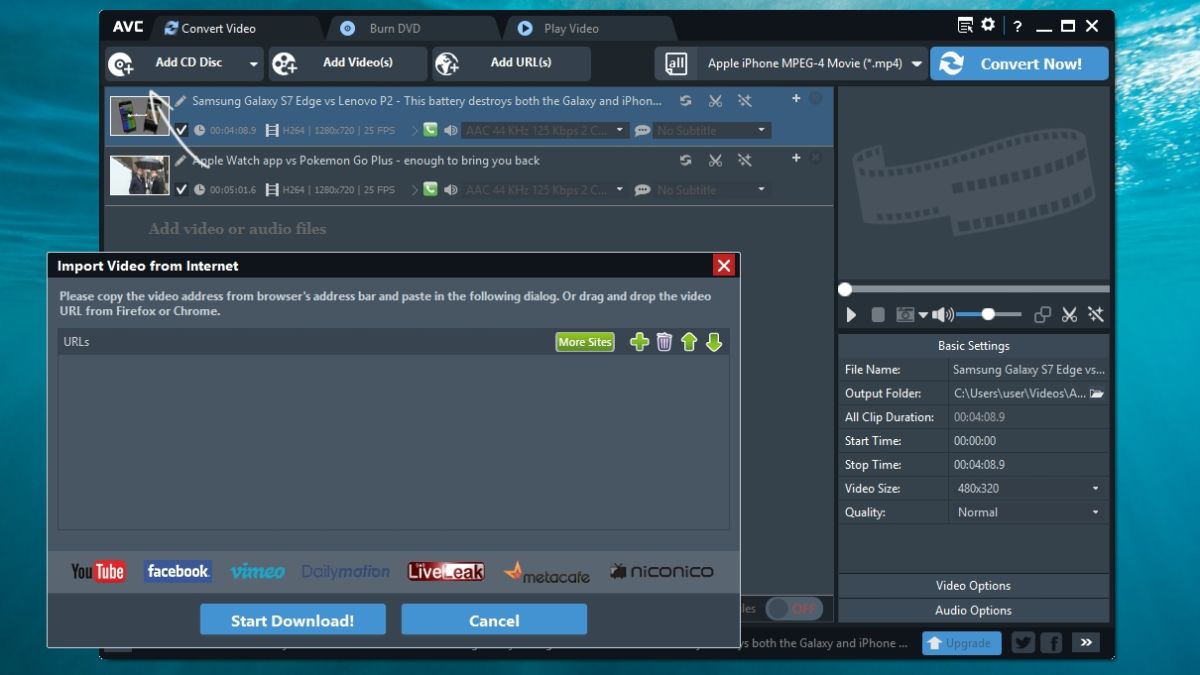 AVC Convert Video Burn DVD Play Video ?
Add CD Disc Add Video(s) Add URL(s) all Apple iPhone MPEG-4 Movie (*.mp4) Convert Now!
Samsung Galaxy S7 Edge vs Lenovo P2 - This battery destroys both the Galaxy and iPhon...
00:04:08.9 H264 | 1280x720 | 25 FPS AAC 44 KHz 125 Kbps 2 C... No Subtitle
Apple Watch app vs Pokemon Go Plus - enough to bring you back
00:05:01.6 H264 | 1280x720 | 25 FPS AAC 44 KHz 125 Kbps 2 C... No Subtitle
Add video or audio files
Import Video from Internet
Please copy the video address from browser's address bar and paste in the following dialog. Or drag and drop the video
URL from Firefox or Chrome.
URLs More Sites
YouTube facebook vimeo Dailymotion LiveLeak metacafe niconico
Start Download! Cancel
Basic Settings
File Name: Samsung Galaxy S7 Edge vs...
Output Folder: C:\Users\user\Videos\A...
All Clip Duration: 00:04:08.9
Start Time: 00:00:00
Stop Time: 00:04:08.9
Video Size: 480x320
Quality: Normal
Video Options
Audio Options
OFF
both the Galaxy and iPhone ... Upgrade f »